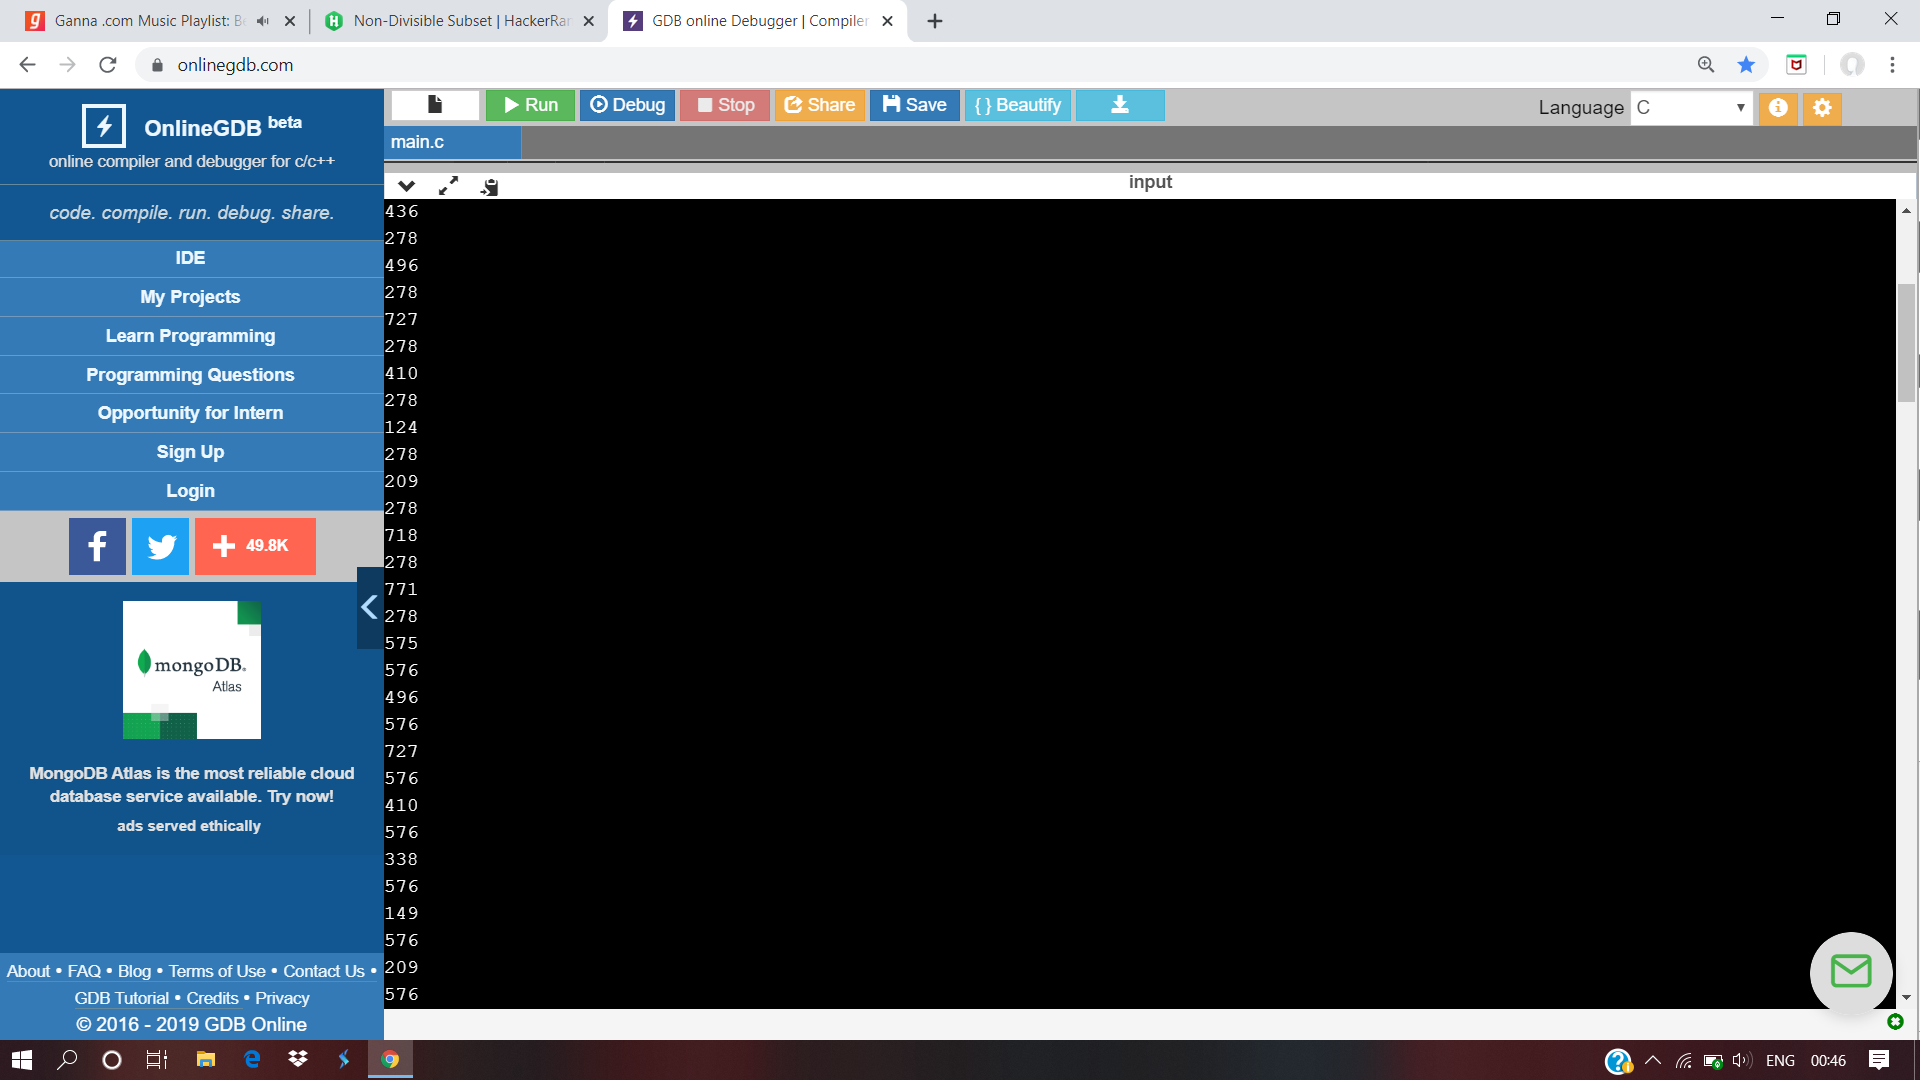 Ganna .com Music Playlist: B
Non-Divisible Subset | HackerRan
GDB online Debugger | Compiler
onlinegdb.com
OnlineGDB beta
online compiler and debugger for c/c++
code. compile. run. debug. share.
IDE
My Projects
Learn Programming
Programming Questions
Opportunity for Intern
Sign Up
Login
49.8K
mongoDB.
Atlas
MongoDB Atlas is the most reliable cloud
database service available. Try now!
ads served ethically
About • FAQ • Blog • Terms of Use • Contact Us •
GDB Tutorial • Credits • Privacy
© 2016 - 2019 GDB Online
Run Debug Stop Share Save { } Beautify
Language C
main.c
input
436
278
496
278
727
278
410
278
124
278
209
278
718
278
771
278
575
576
496
576
727
576
410
576
338
576
149
576
209
576
ENG 00:46